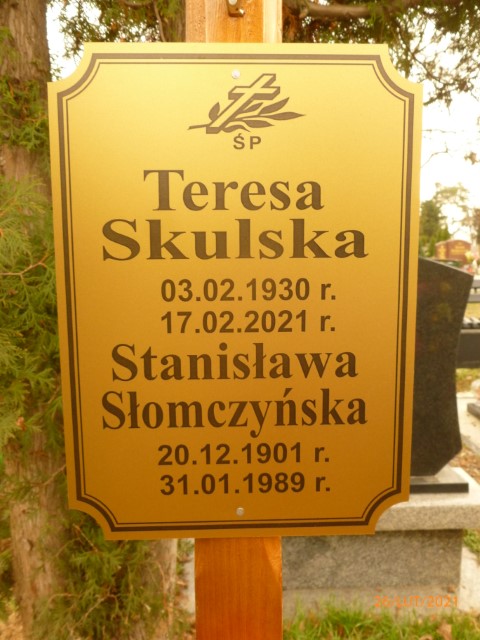 ŚP
Teresa
Skulska
03.02.1930 r.
17.02.2021 r.
Stanisława
Słomczyńska
20.12.1901 r.
31.01.1989 r.